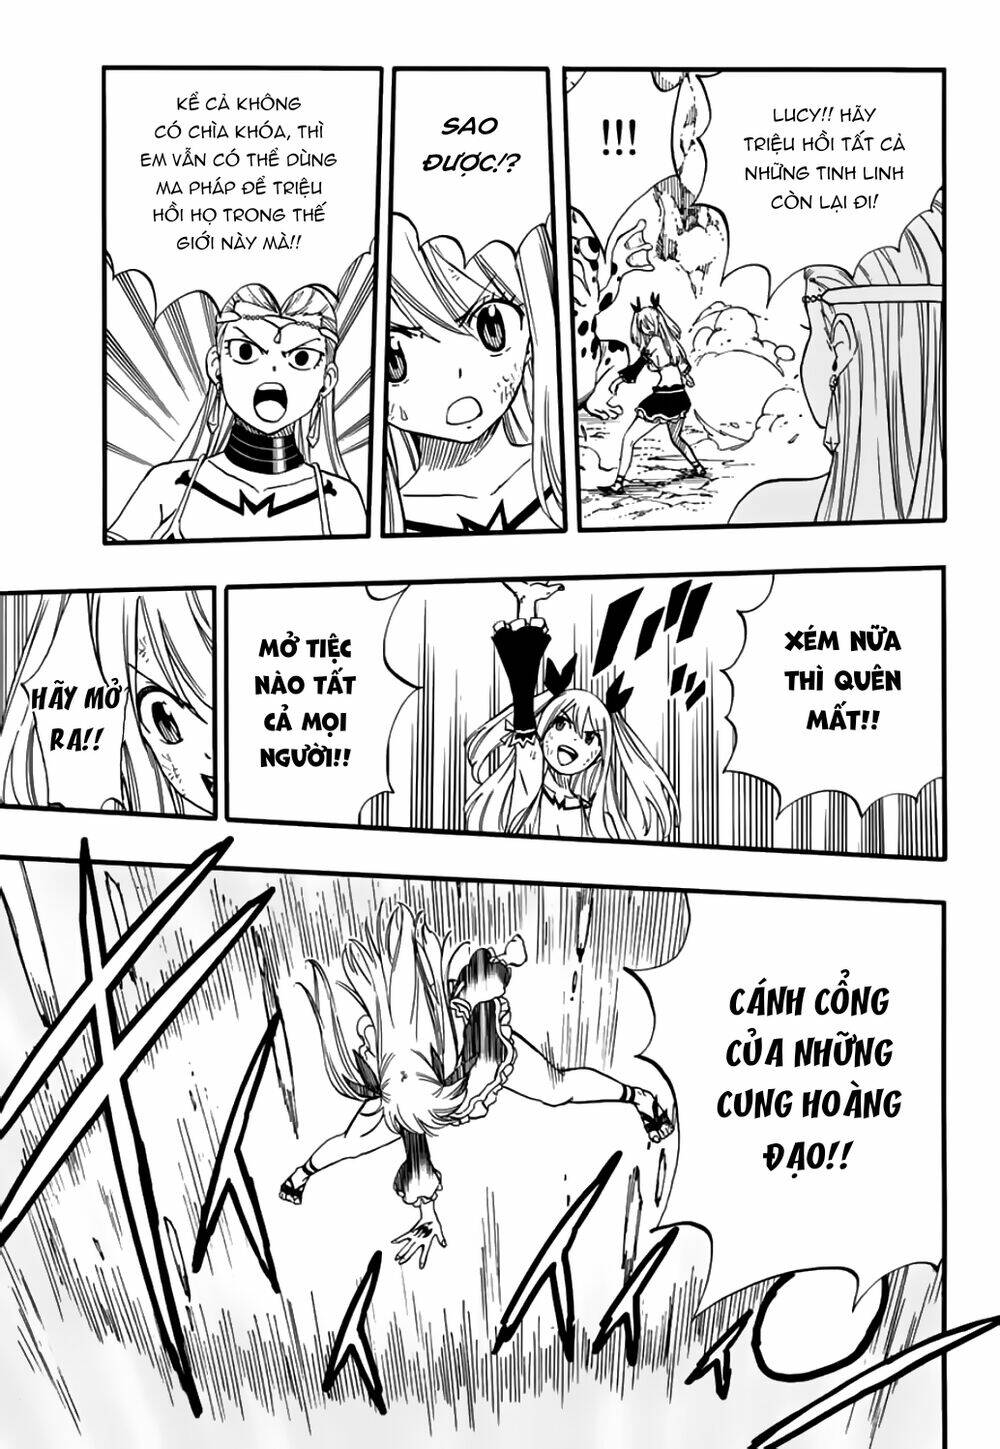 LUCY!! HÃY
TRIỆU HỒI TẤT CẢ
NHỮNG TINH LINH
CÒN LẠI ĐI!
!!!
SAO
ĐƯỢC!?
KỂ CẢ KHÔNG
CÓ CHÌA KHÓA, THÌ
EM VẪN CÓ THỂ DÙNG
MA PHÁP ĐỂ TRIỆU
HỒI HỌ TRONG THẾ
GIỚI NÀY MÀ!!
XÉM NỮA
THÌ QUÊN
MẤT!!
MỞ TIỆC
NÀO TẤT
CẢ MỌI
NGƯỜI!!
HÃY MỞ
RA!!
CÁNH CỔNG
CỦA NHỮNG
CUNG HOÀNG
ĐẠO!!